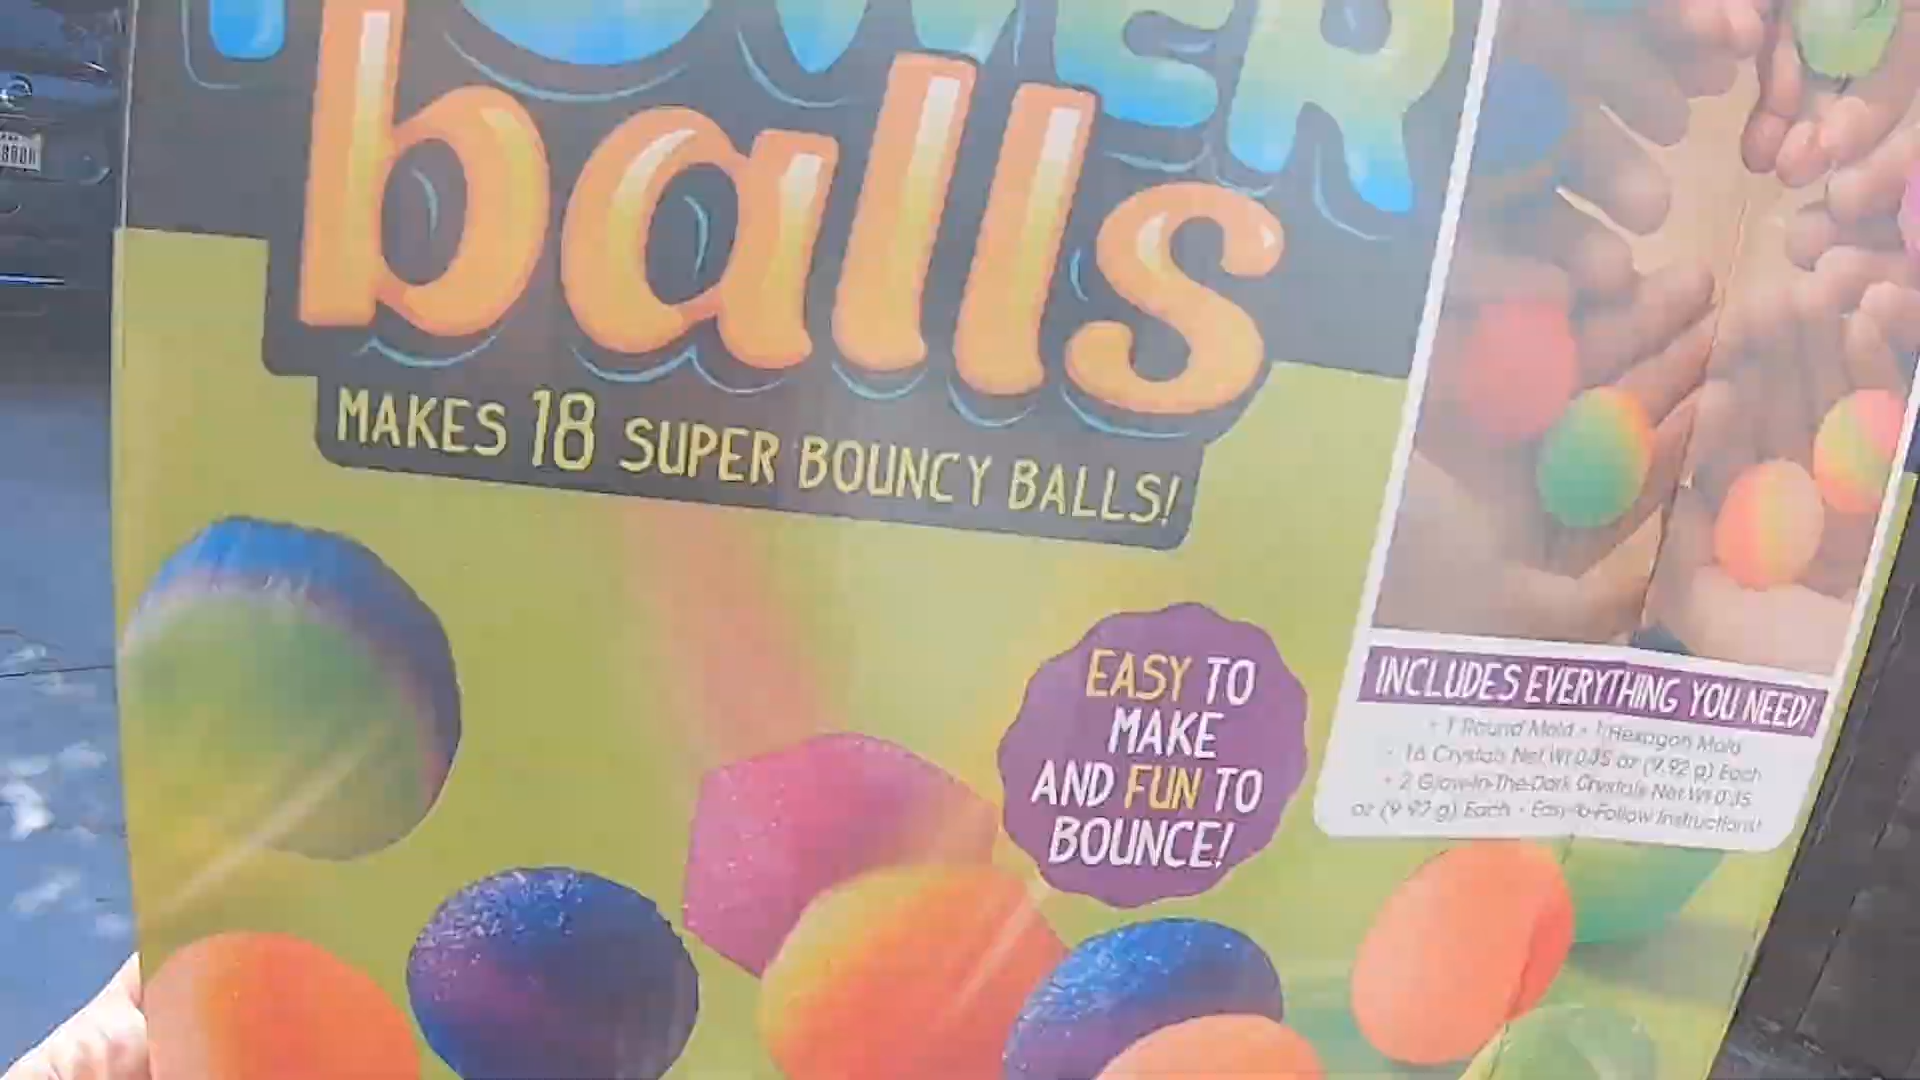 POWER
balls
MAKES 18 SUPER BOUNCY BALLS!
EASY TO
MAKE
AND FUN TO
BOUNCE!
INCLUDES EVERYTHING YOU NEED!
• 1 Round Mold • 1 Hexagon Mold
• 16 Crystals Net Wt 0.35 oz (9.92 g) Each
• 2 Glow-In-The-Dark Crystals Net Wt 0.35
oz (9.92 g) Each • Easy-To-Follow Instructions!